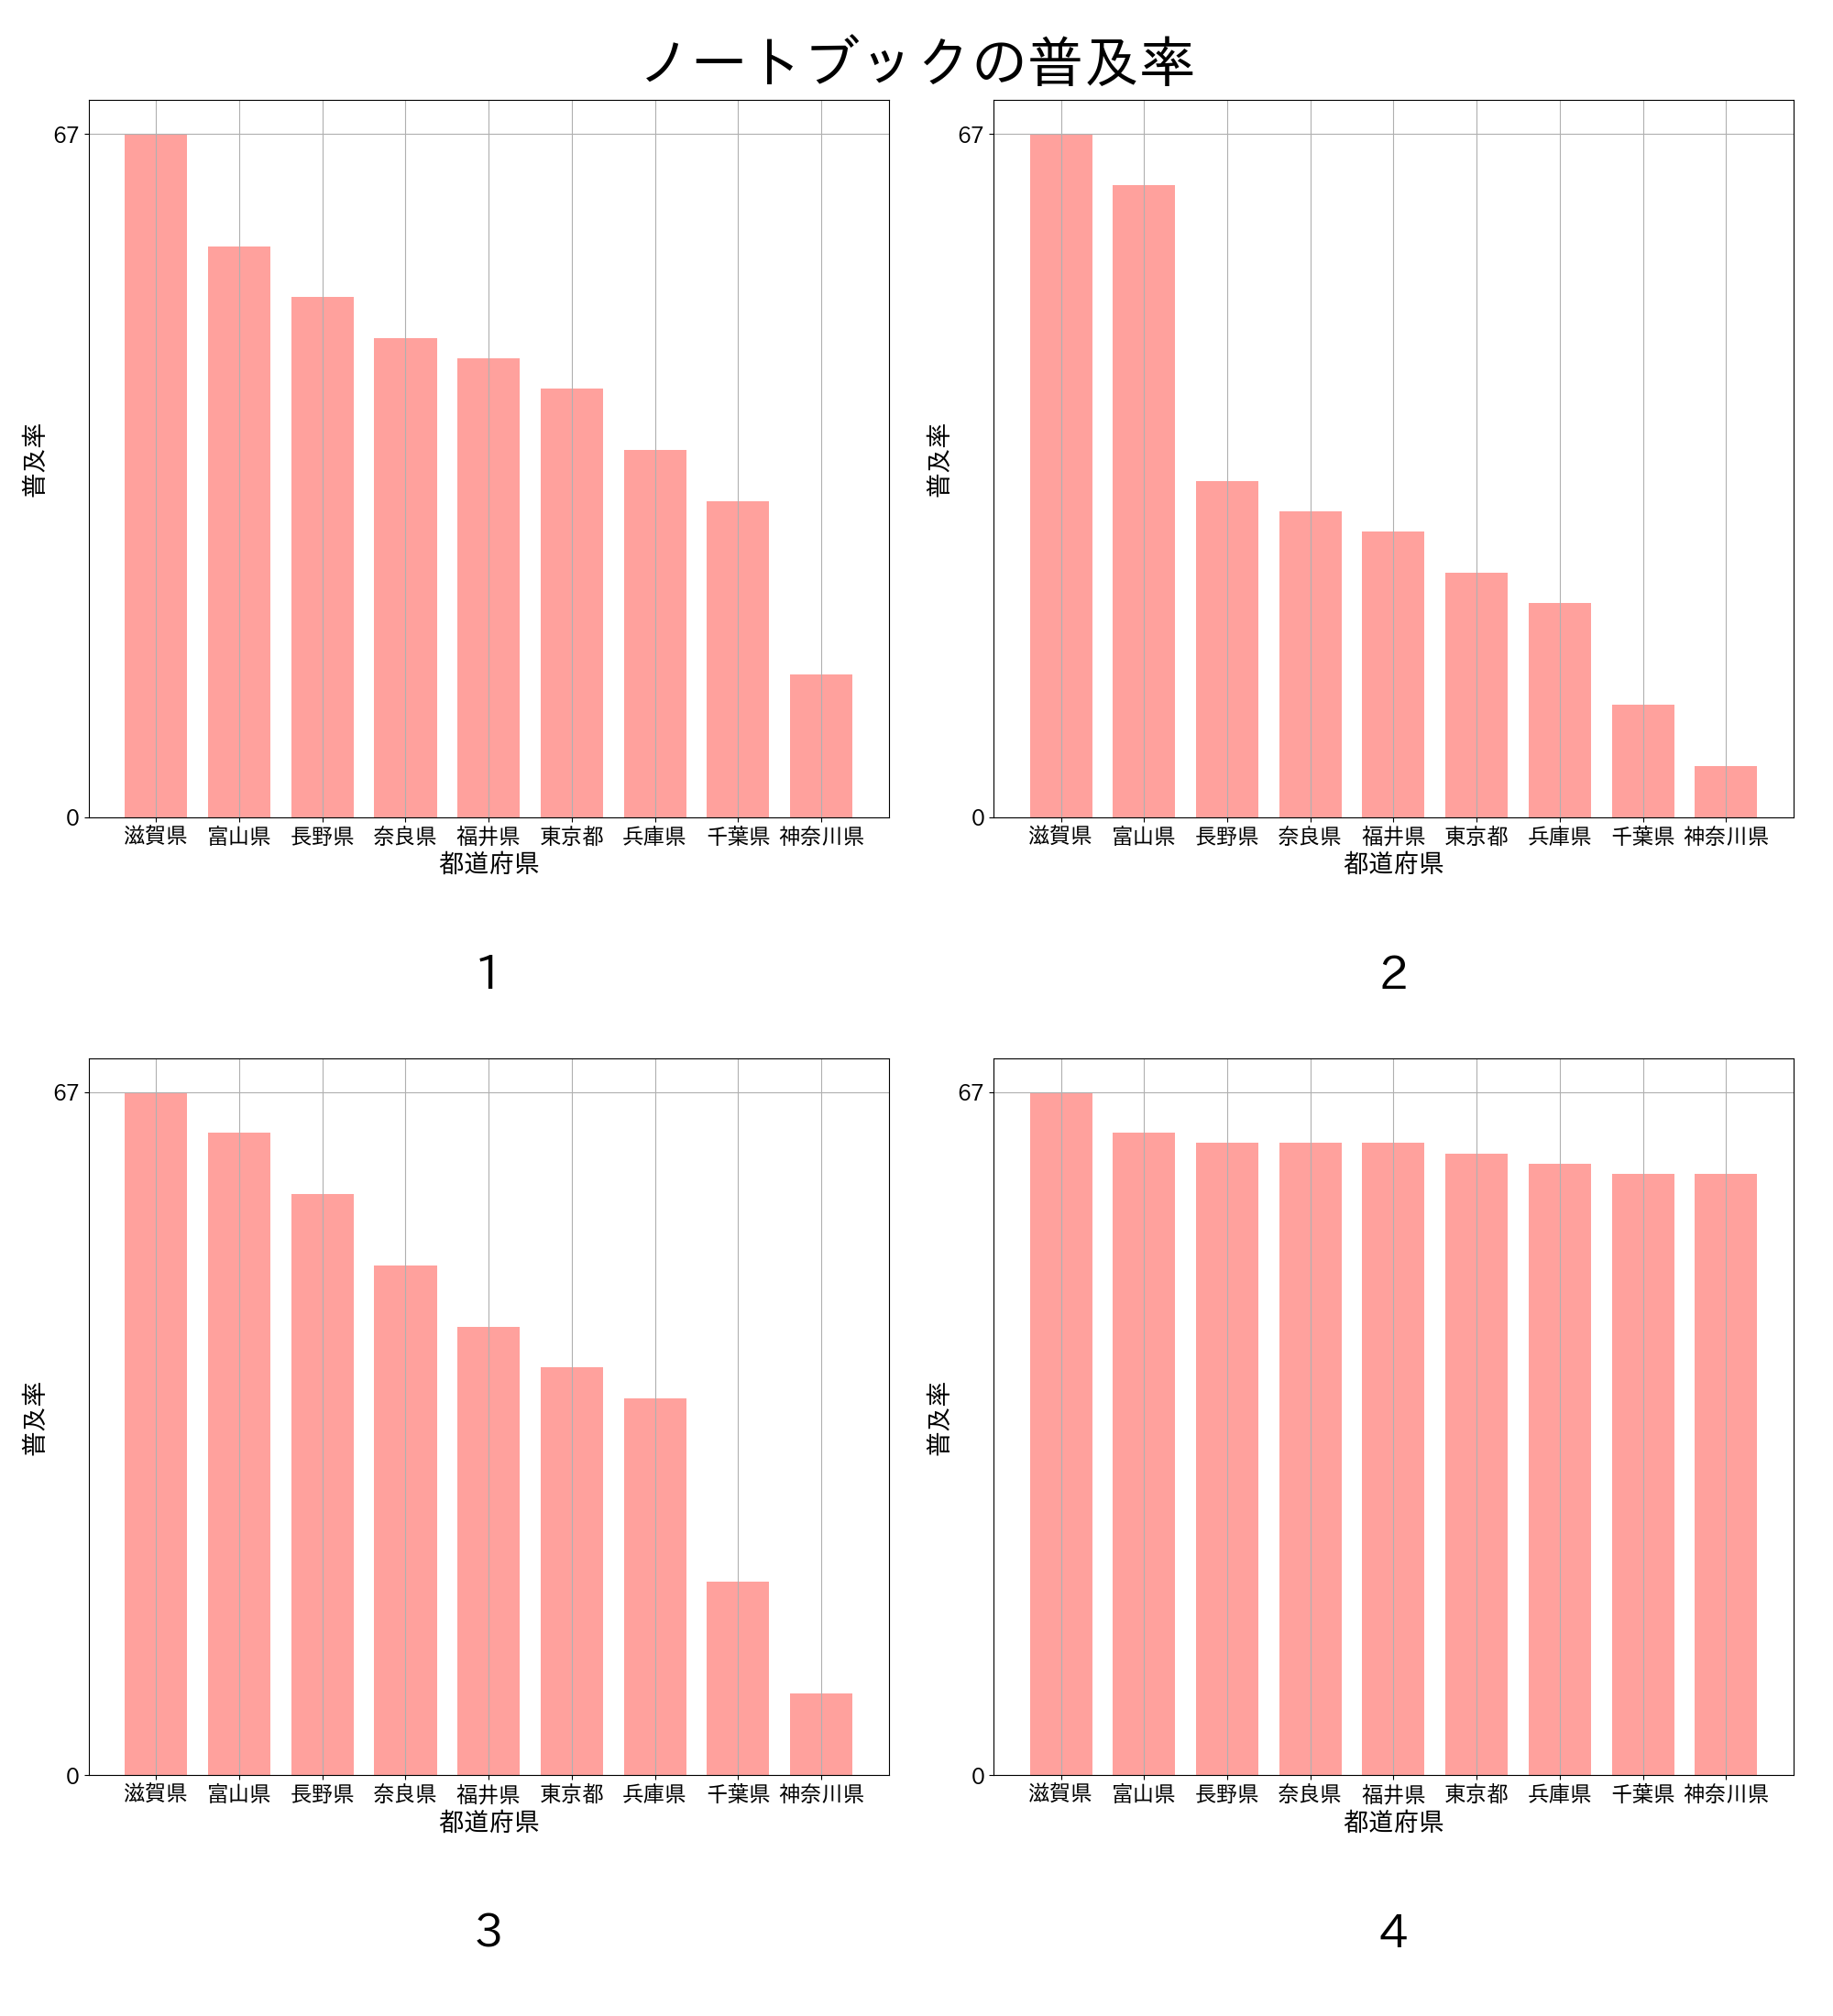 ノートブックの普及率
67
0
普及率
滋賀県 富山県 長野県 奈良県 福井県 東京都 兵庫県 千葉県 神奈川県
都道府県
1
67
0
普及率
滋賀県 富山県 長野県 奈良県 福井県 東京都 兵庫県 千葉県 神奈川県
都道府県
2
67
0
普及率
滋賀県 富山県 長野県 奈良県 福井県 東京都 兵庫県 千葉県 神奈川県
都道府県
3
67
0
普及率
滋賀県 富山県 長野県 奈良県 福井県 東京都 兵庫県 千葉県 神奈川県
都道府県
4